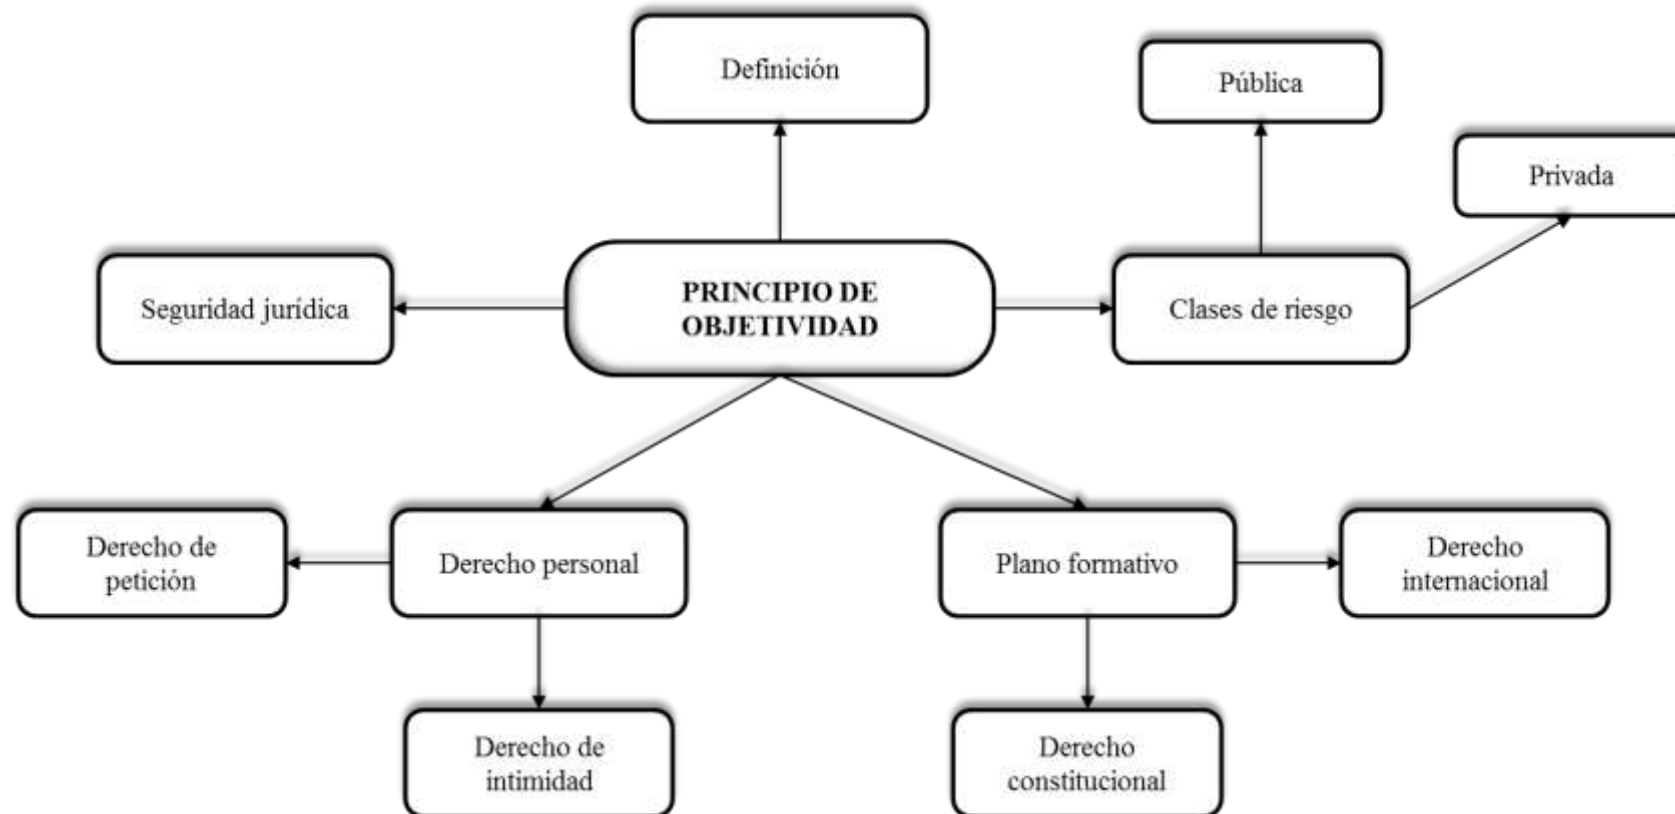 Definición
Pública
Privada
Seguridad jurídica
PRINCIPIO DE
OBJETIVIDAD
Clases de riesgo
Derecho de
petición
Derecho personal
Plano formativo
Derecho
internacional
Derecho de
intimidad
Derecho
constitucional